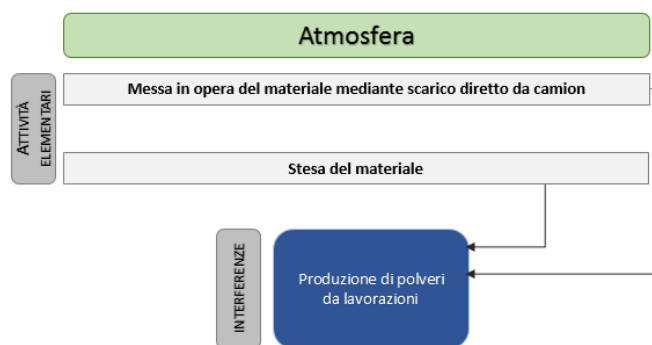 Atmosfera
ATTIVITÀ
ELEMENTARI
Messa in opera del materiale mediante scarico diretto da camion
Stesa del materiale
INTERFERENZE
Produzione di polveri
da lavorazioni